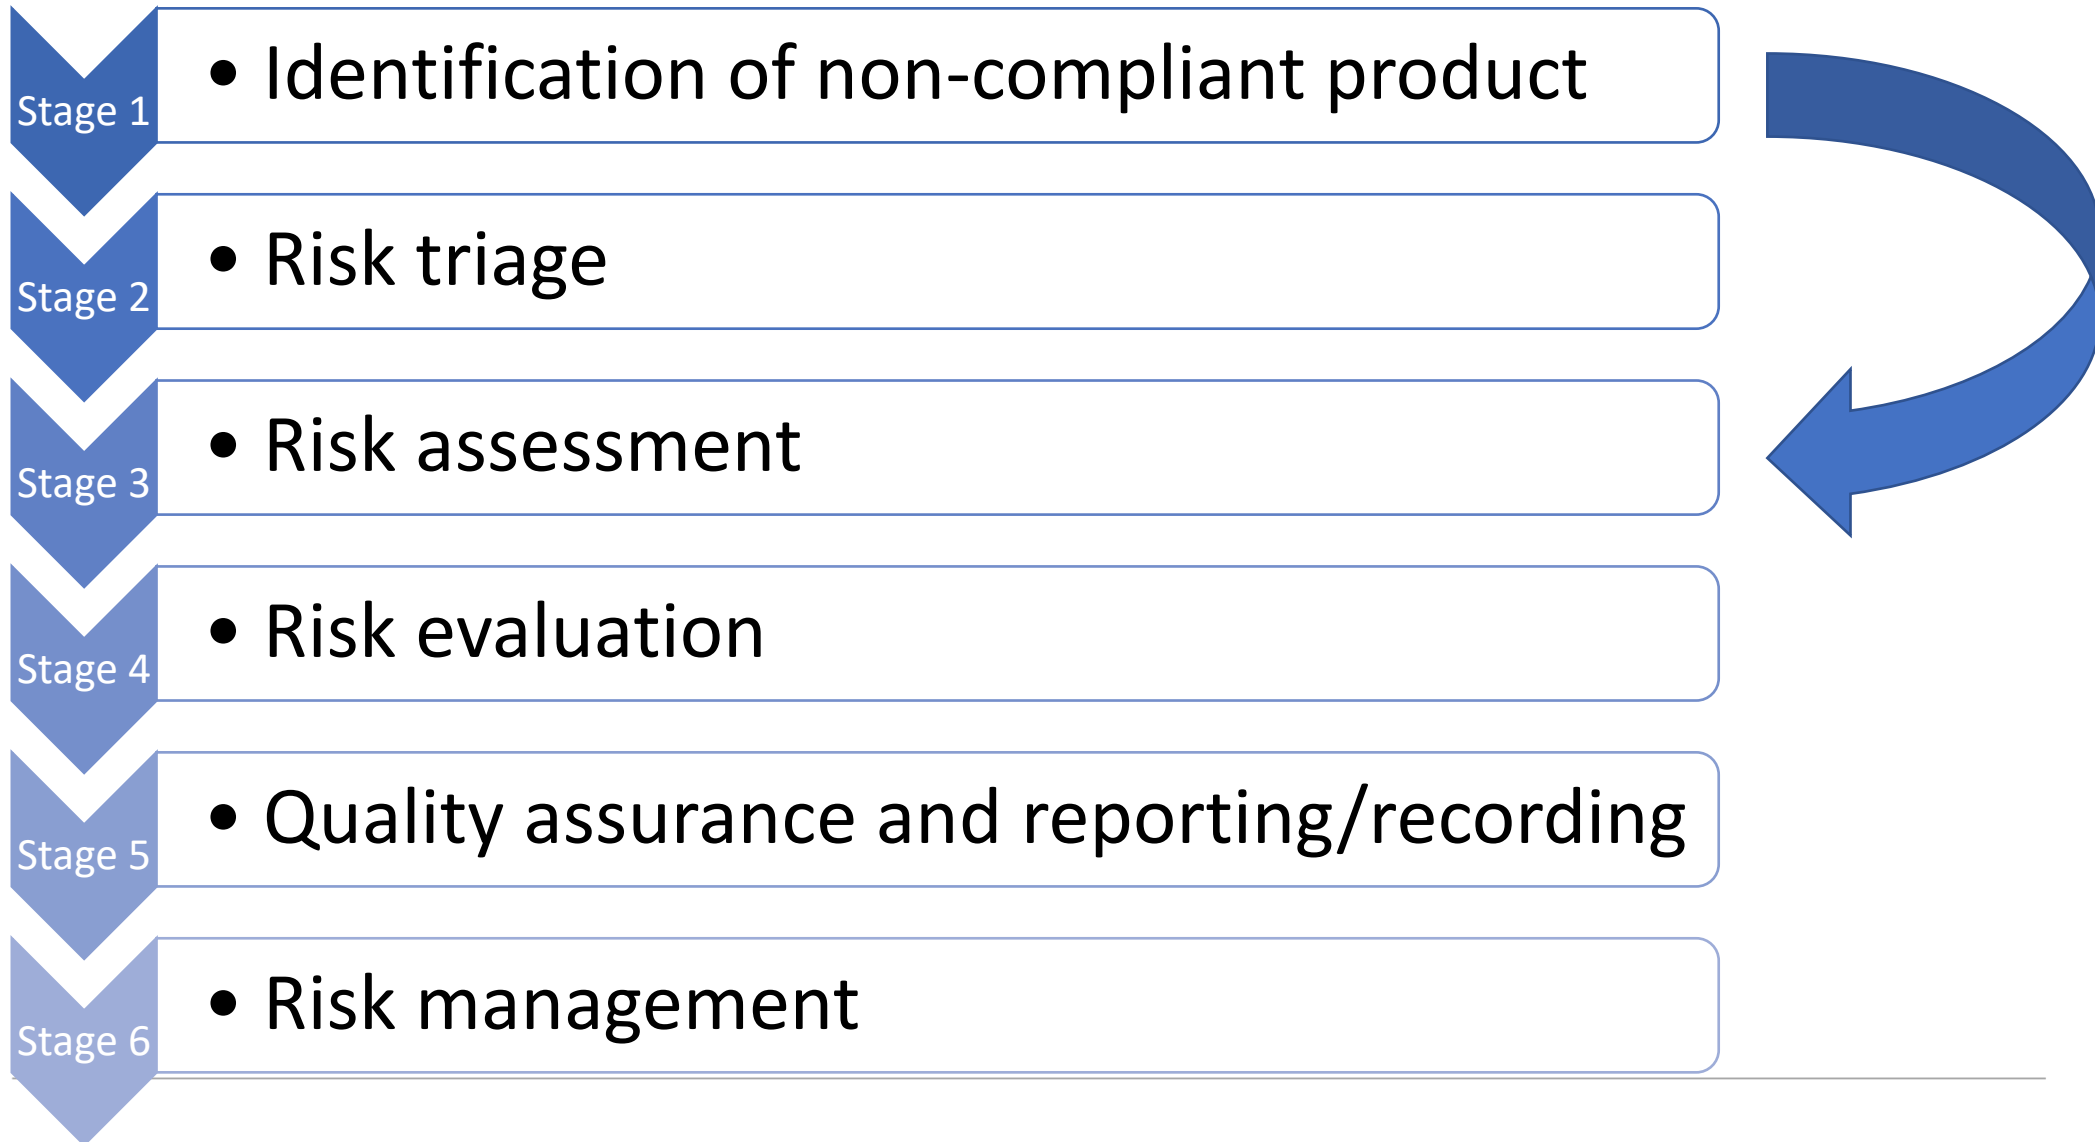 Stage 1
• Identification of non-compliant product
Stage 2
• Risk triage
Stage 3
• Risk assessment
Stage 4
• Risk evaluation
Stage 5
• Quality assurance and reporting/recording
Stage 6
• Risk management